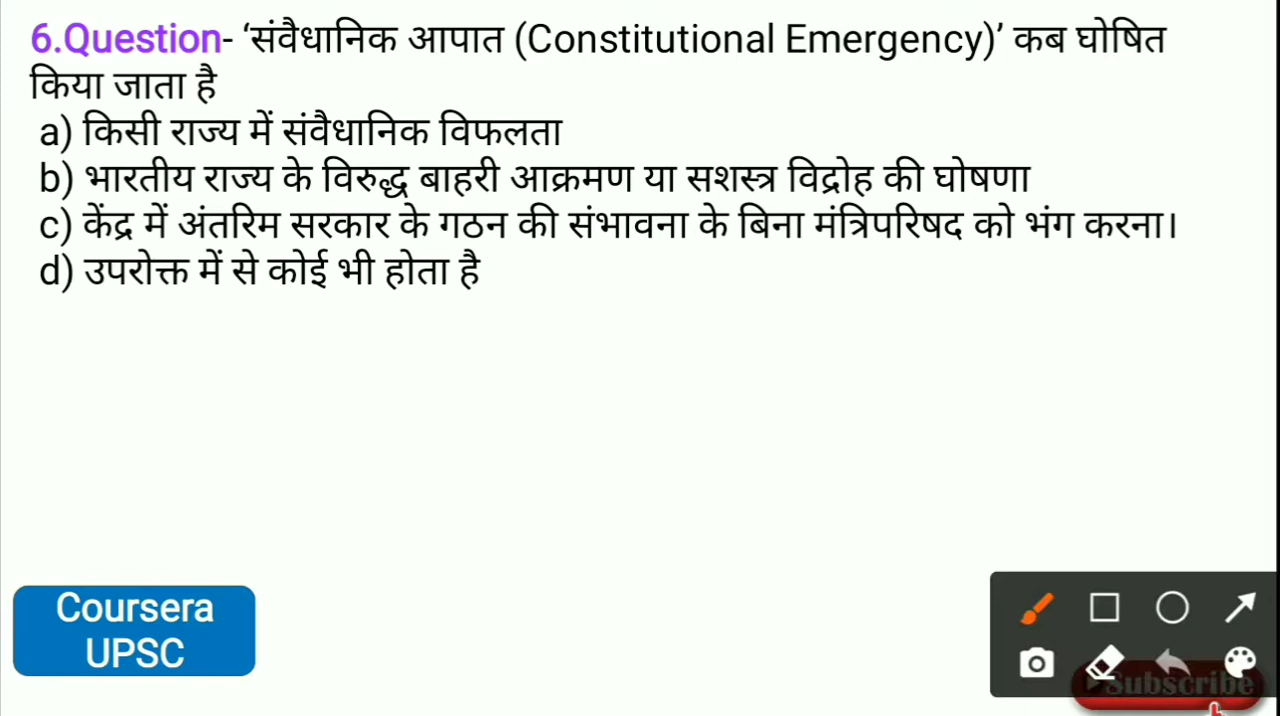 6.Question- ‘संवैधानिक आपात (Constitutional Emergency)’ कब घोषित
किया जाता है
a) किसी राज्य में संवैधानिक विफलता
b) भारतीय राज्य के विरुद्ध बाहरी आक्रमण या सशस्त्र विद्रोह की घोषणा
c) केंद्र में अंतरिम सरकार के गठन की संभावना के बिना मंत्रिपरिषद को भंग करना।
d) उपरोक्त में से कोई भी होता है
Coursera
UPSC
Subscribe